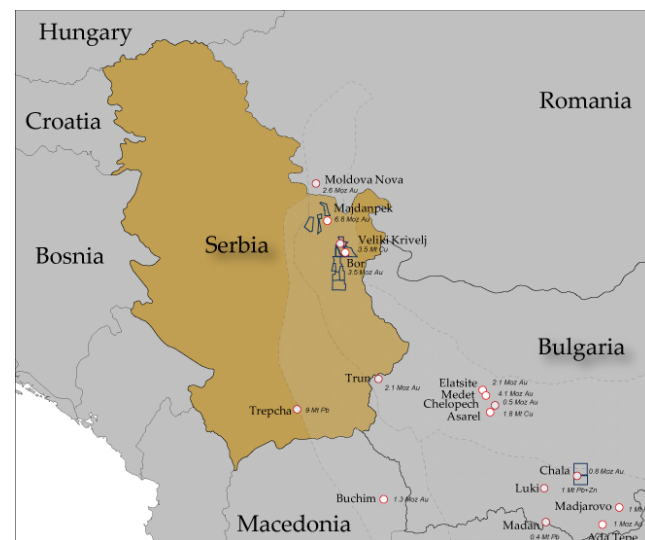 Hungary
Croatia
Romania
Moldova Nova
2.6 Moz Au
Majdanpek
6.8 Moz Au
Serbia
Veliki Krivelj
3.5 Mt Cu
Bosnia
Bor
3.5 Moz Au
Bulgaria
Trun
2.1 Moz Au
Elatsite
2.1 Moz Au
Medet
4.1 Moz Au
Chelopech
0.5 Moz Au
Asarel
1.8 Mt Cu
Trepcha
9 Mt Pb
Chala
0.8 Moz Au
1 Mt Pb+Zn
Luki
Buchim
1.3 Moz Au
Madjarovo
Macedonia
Madan
0.4 Mt Pb
Ada Tepe